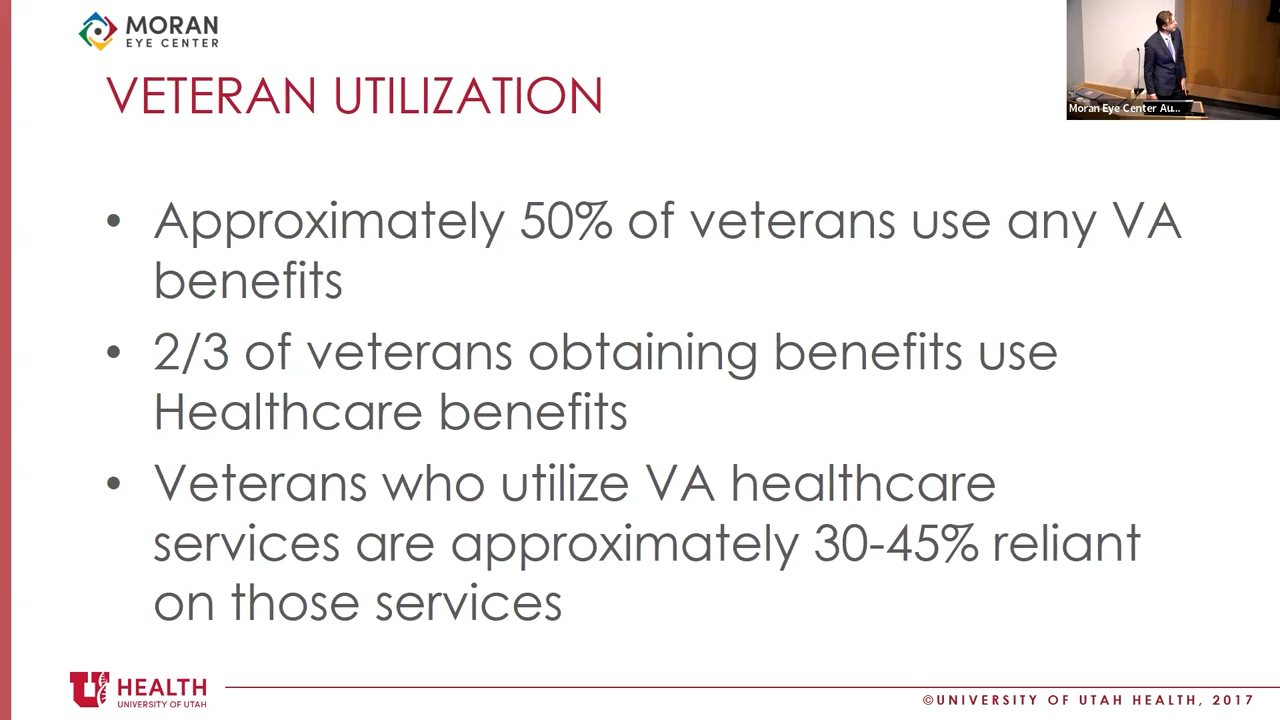 MORAN
EYE CENTER
VETERAN UTILIZATION
Moran Eye Center Au...
• Approximately 50% of veterans use any VA
benefits
• 2/3 of veterans obtaining benefits use
Healthcare benefits
• Veterans who utilize VA healthcare
services are approximately 30-45% reliant
on those services
U HEALTH
UNIVERSITY OF UTAH
©UNIVERSITY OF UTAH HEALTH, 2017